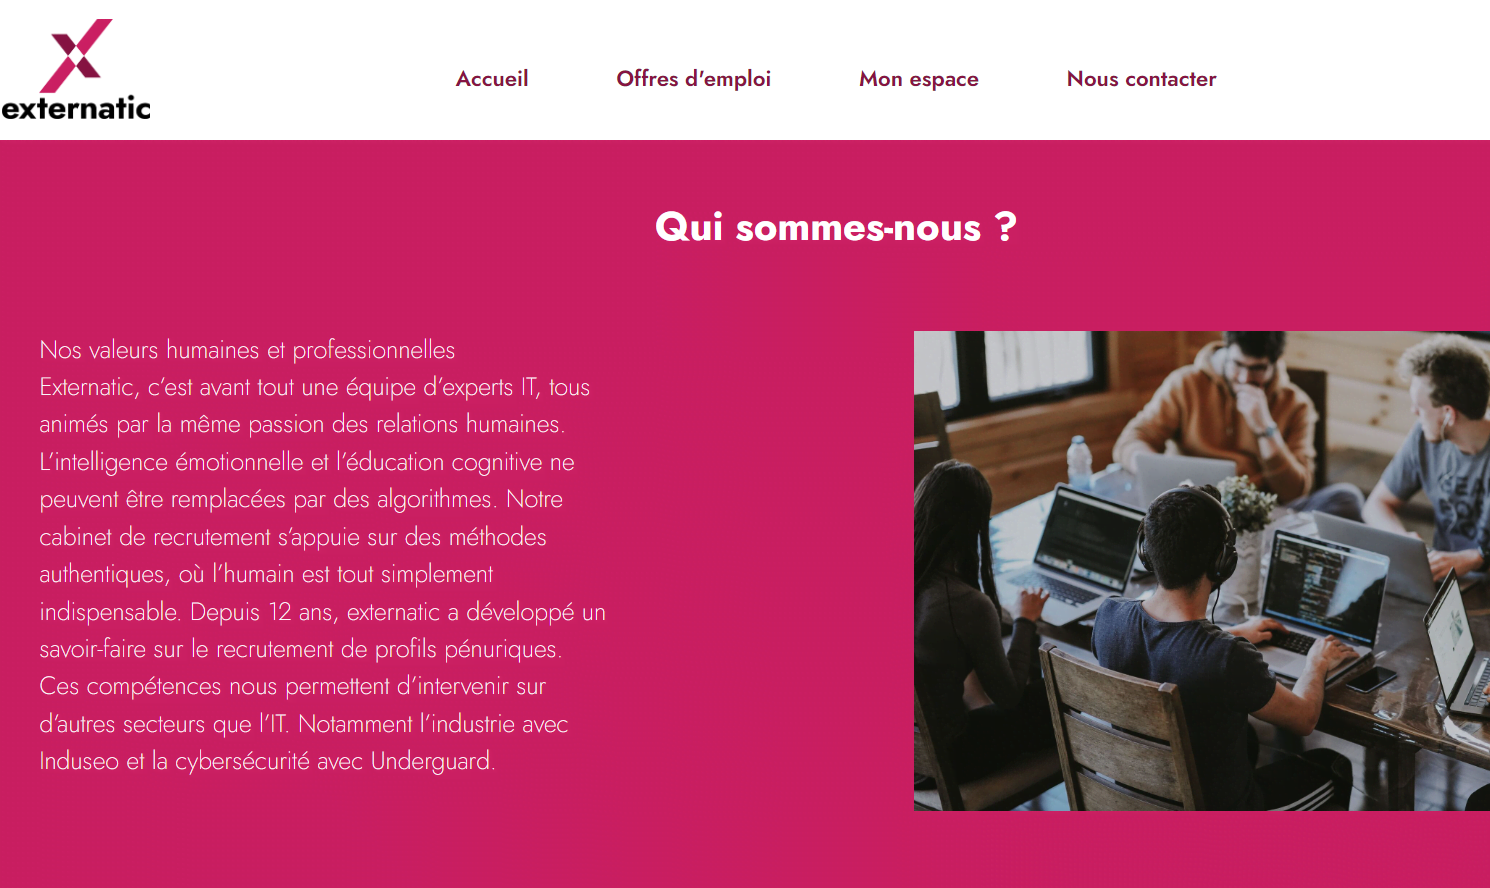 externatic
Accueil
Offres d'emploi
Mon espace
Nous contacter
Qui sommes-nous ?
Nos valeurs humaines et professionnelles
Externatic, c’est avant tout une équipe d’experts IT, tous
animés par la même passion des relations humaines.
L’intelligence émotionnelle et l’éducation cognitive ne
peuvent être remplacées par des algorithmes. Notre
cabinet de recrutement s’appuie sur des méthodes
authentiques, où l’humain est tout simplement
indispensable. Depuis 12 ans, externatic a développé un
savoir-faire sur le recrutement de profils pénuriques.
Ces compétences nous permettent d’intervenir sur
d’autres secteurs que l’IT. Notamment l’industrie avec
Induseo et la cybersécurité avec Underguard.